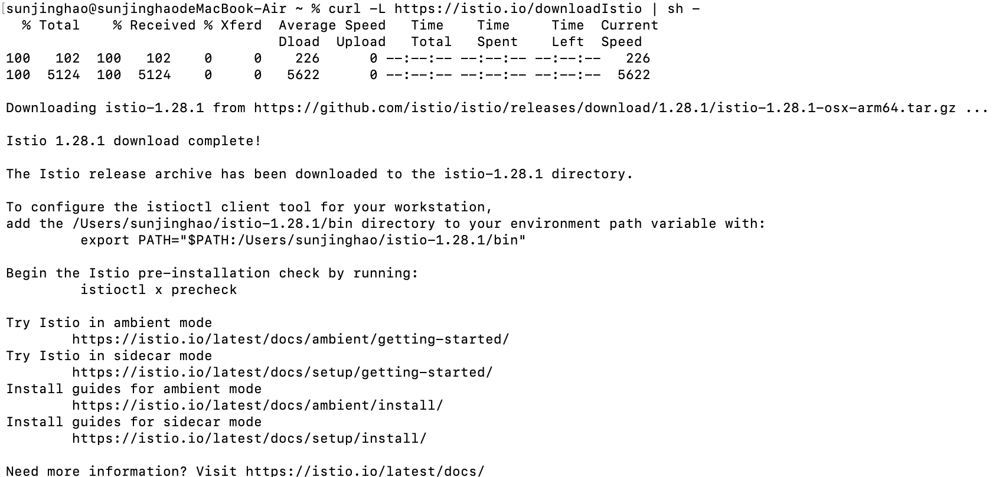 [sunjinghao@sunjinghaodeMacBook-Air ~ % curl -L https://istio.io/downloadIstio | sh -
  % Total    % Received % Xferd  Average Speed   Time    Time     Time  Current
                                 Dload  Upload   Total   Spent    Left  Speed
100   102  100   102    0     0    226      0 --:--:-- --:--:-- --:--:--   226
100  5124  100  5124    0     0   5622      0 --:--:-- --:--:-- --:--:--  5622

Downloading istio-1.28.1 from https://github.com/istio/istio/releases/download/1.28.1/istio-1.28.1-osx-arm64.tar.gz ...

Istio 1.28.1 download complete!

The Istio release archive has been downloaded to the istio-1.28.1 directory.

To configure the istioctl client tool for your workstation,
add the /Users/sunjinghao/istio-1.28.1/bin directory to your environment path variable with:
         export PATH="$PATH:/Users/sunjinghao/istio-1.28.1/bin"

Begin the Istio pre-installation check by running:
         istioctl x precheck

Try Istio in ambient mode
        https://istio.io/latest/docs/ambient/getting-started/
Try Istio in sidecar mode
        https://istio.io/latest/docs/setup/getting-started/
Install guides for ambient mode
        https://istio.io/latest/docs/ambient/install/
Install guides for sidecar mode
        https://istio.io/latest/docs/setup/install/

Need more information? Visit https://istio.io/latest/docs/